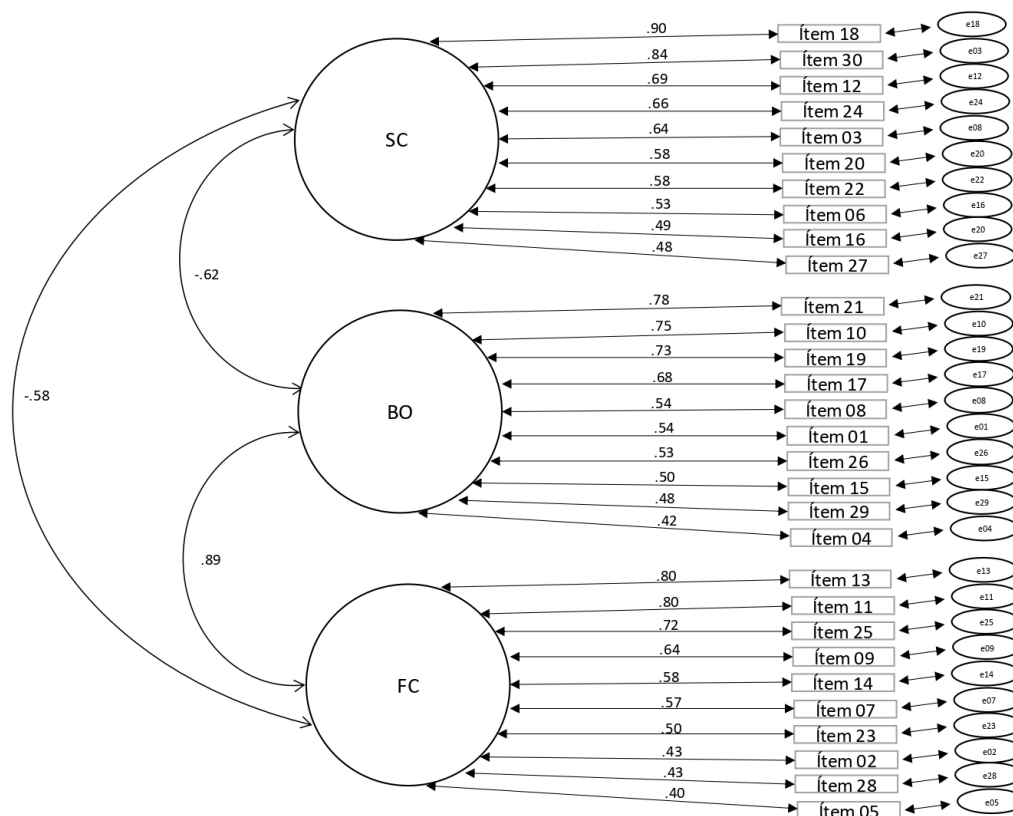 .90 Ítem 18 e18
.84 Ítem 30 e03
.69 Ítem 12 e12
.66 Ítem 24 e24
SC .64 Ítem 03 e08
.58 Ítem 20 e20
.58 Ítem 22 e22
.53 Ítem 06 e16
.49 Ítem 16 e20
.48 Ítem 27 e27
-.62
.78 Ítem 21 e21
.75 Ítem 10 e10
.73 Ítem 19 e19
.68 Ítem 17 e17
-.58 BO .54 Ítem 08 e08
.54 Ítem 01 e01
.53 Ítem 26 e26
.50 Ítem 15 e15
.48 Ítem 29 e29
.42 Ítem 04 e04
.89
.80 Ítem 13 e13
.80 Ítem 11 e11
.72 Ítem 25 e25
.64 Ítem 09 e09
FC .58 Ítem 14 e14
.57 Ítem 07 e07
.50 Ítem 23 e23
.43 Ítem 02 e02
.43 Ítem 28 e28
.40 Ítem 05 e05